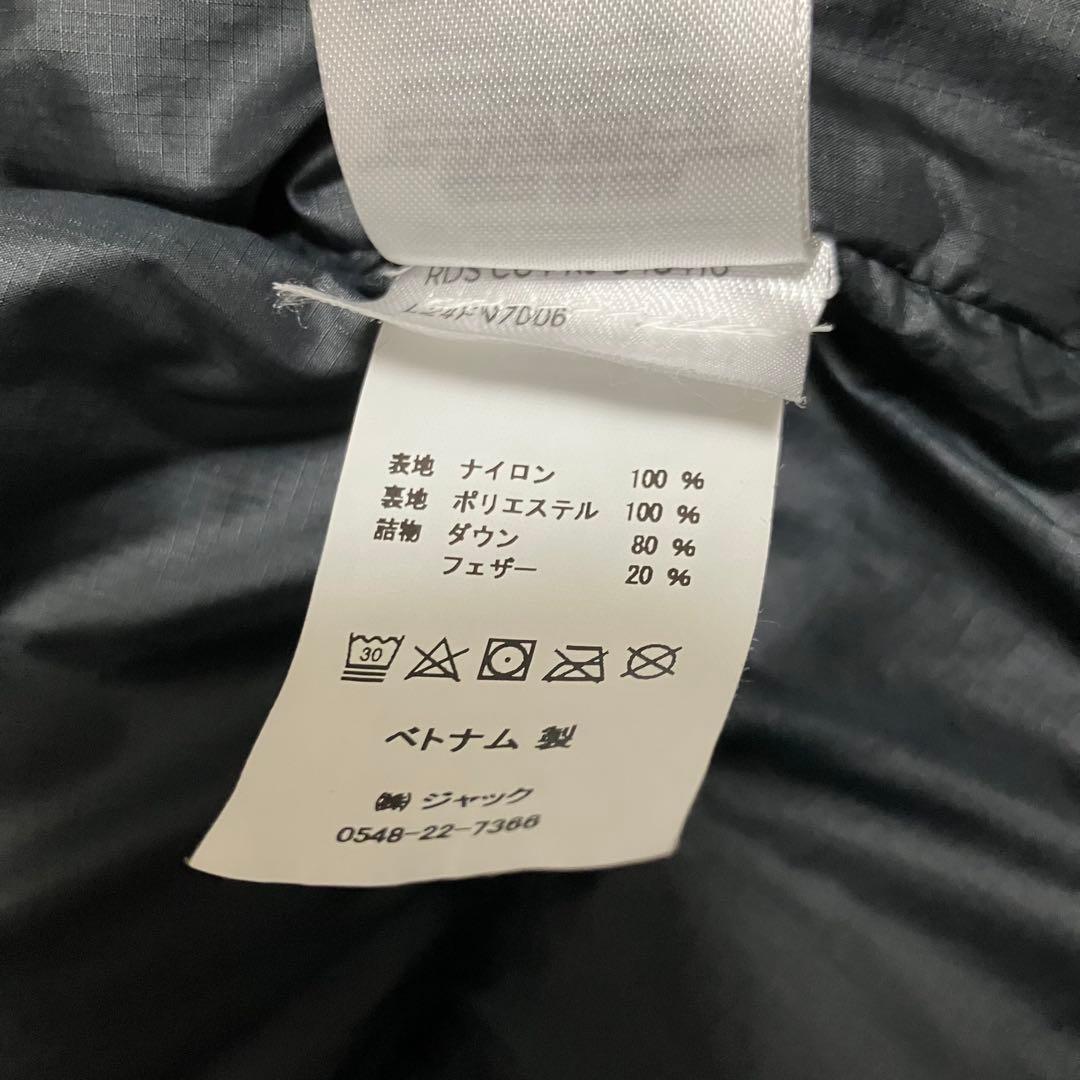 RDS
表地 ナイロン 100 %
裏地 ポリエステル 100 %
詰物 ダウン 80 %
フェザー 20 %
30
ベトナム 製
㈱ ジャック
0548-22-7366